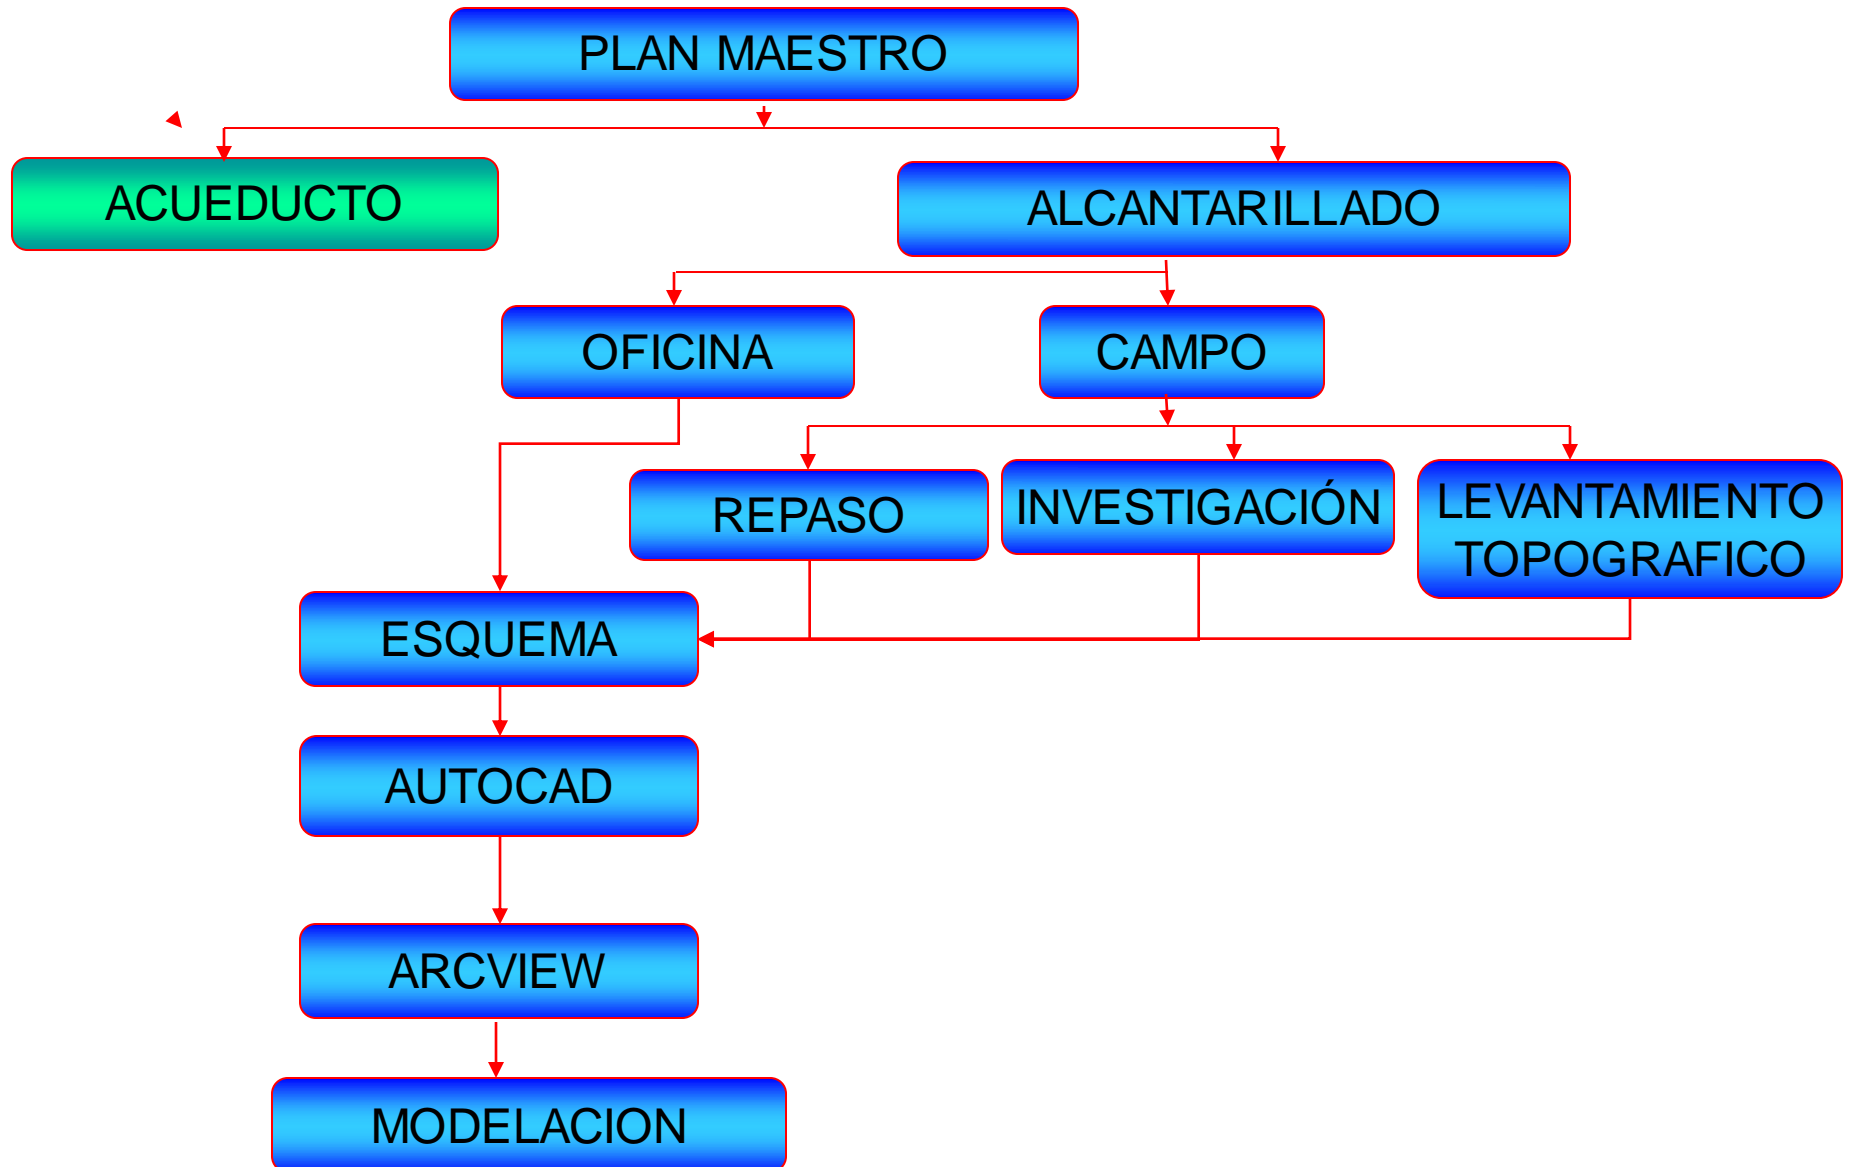 PLAN MAESTRO
ACUEDUCTO
ALCANTARILLADO
OFICINA
CAMPO
REPASO
INVESTIGACIÓN
LEVANTAMIENTO
TOPOGRAFICO
ESQUEMA
AUTOCAD
ARCVIEW
MODELACION